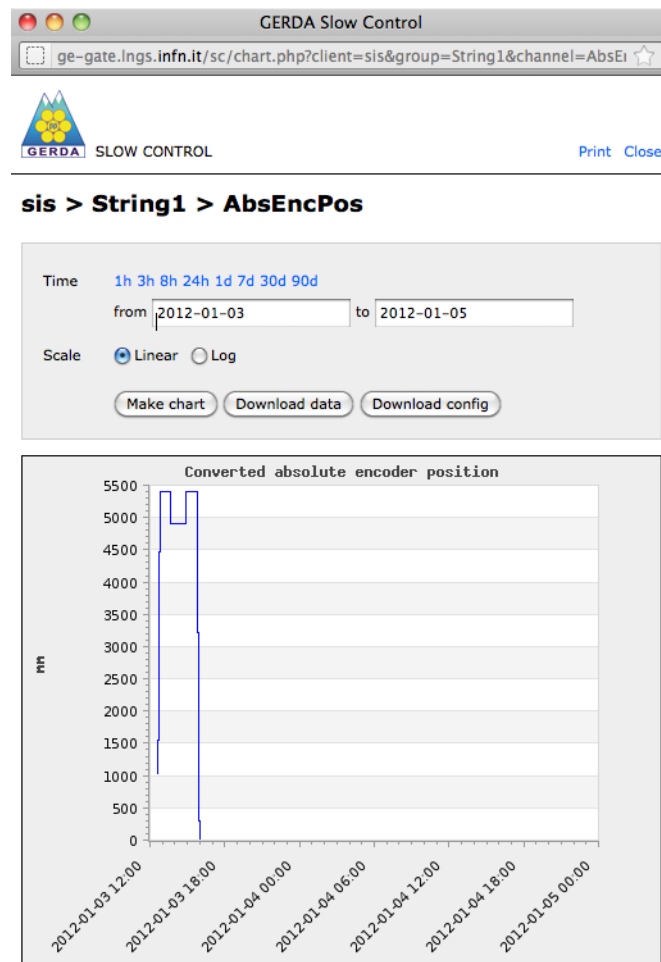 GERDA Slow Control
ge-gate.lngs.infn.it/sc/chart.php?client=sis&group=String1&channel=AbsEn
GERDA SLOW CONTROL Print Close
sis > String1 > AbsEncPos
Time 1h 3h 8h 24h 1d 7d 30d 90d
from 2012-01-03 to 2012-01-05
Scale Linear Log
Make chart Download data Download config
Converted absolute encoder position
5500
5000
4500
4000
3500
3000
mm
2500
2000
1500
1000
500
0
2012-01-03 12:00 2012-01-03 18:00 2012-01-04 00:00 2012-01-04 06:00 2012-01-04 12:00 2012-01-04 18:00 2012-01-05 00:00